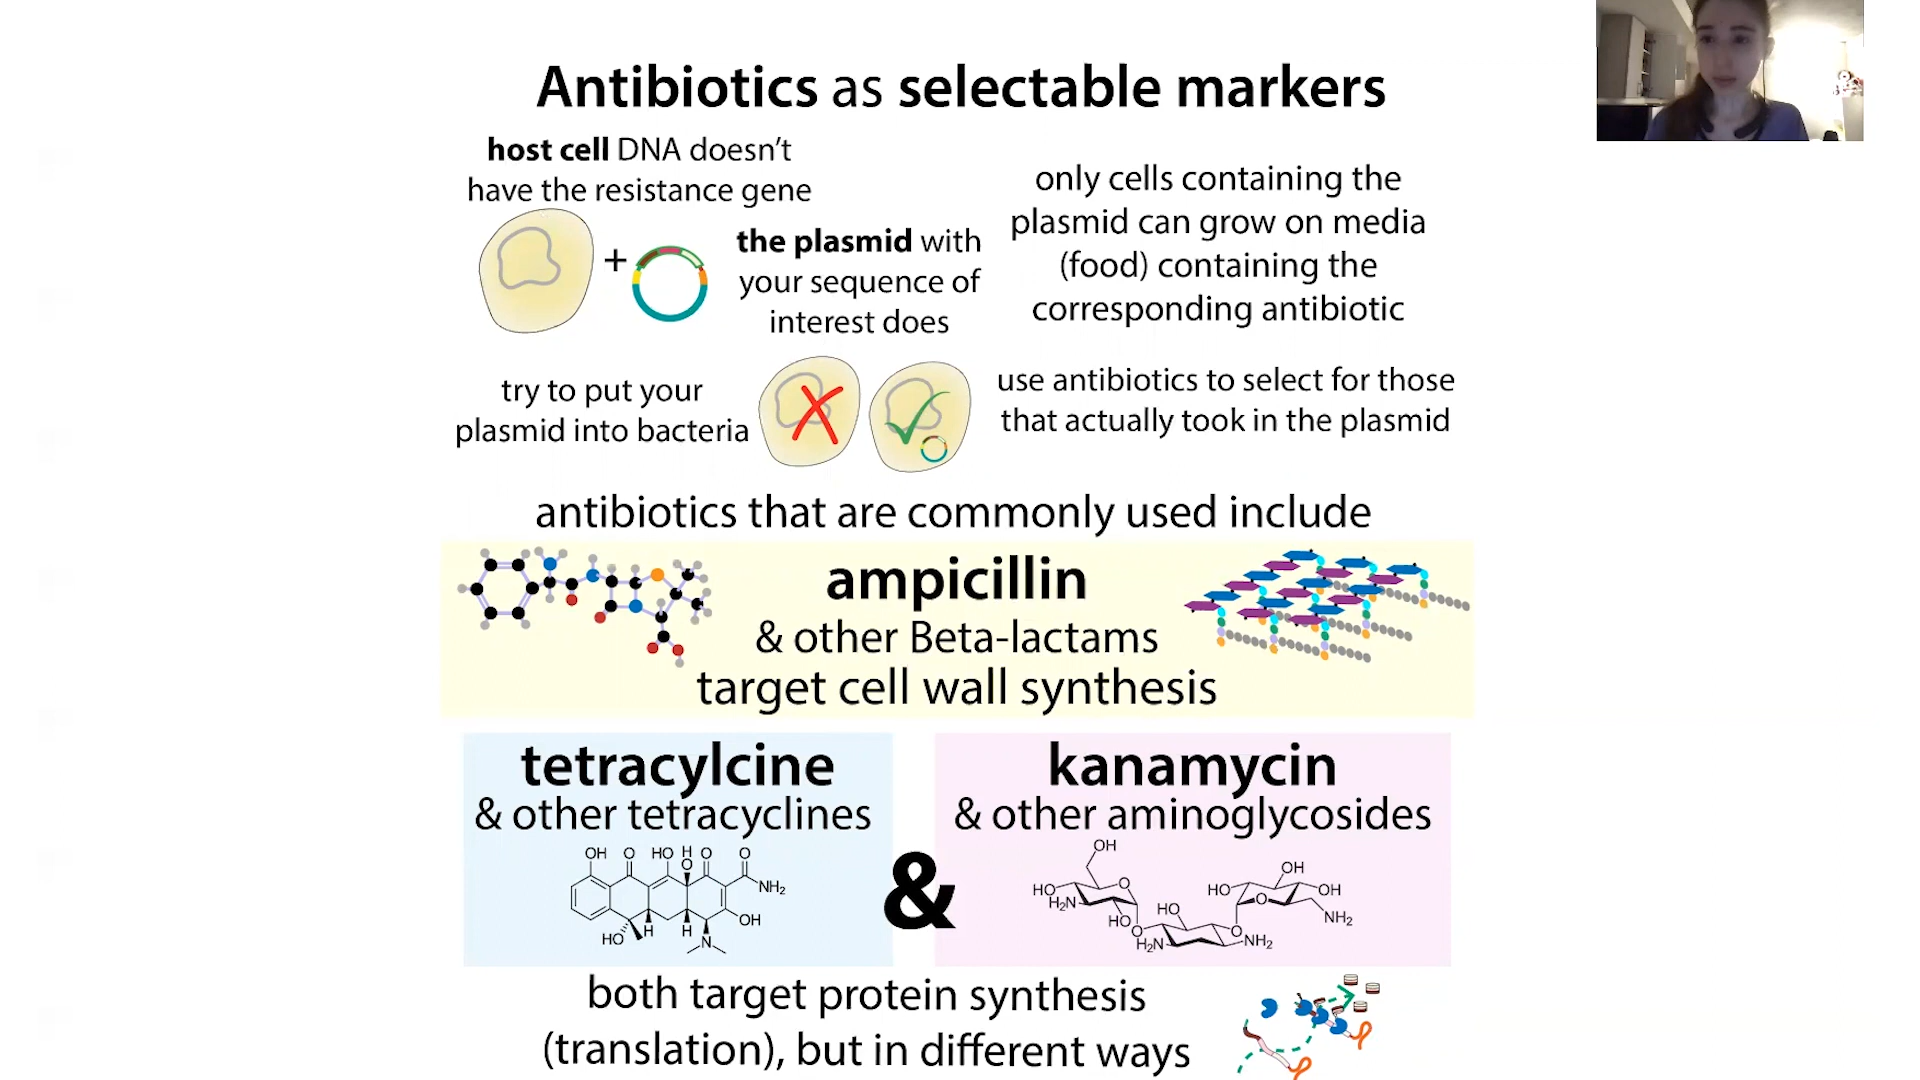 Antibiotics as selectable markers
host cell DNA doesn't
have the resistance gene
+
the plasmid with
your sequence of
interest does
only cells containing the
plasmid can grow on media
(food) containing the
corresponding antibiotic
try to put your
plasmid into bacteria
use antibiotics to select for those
that actually took in the plasmid
antibiotics that are commonly used include
ampicillin
& other Beta-lactams
target cell wall synthesis
tetracylcine
& other tetracyclines
OH O HO H O O O
NH₂
OH
HO H H N
&
kanamycin
& other aminoglycosides
OH
HO O
H₂N
HO
O
HO
H₂N
NH₂
O
OH
HO OH
O
NH₂
both target protein synthesis
(translation), but in different ways